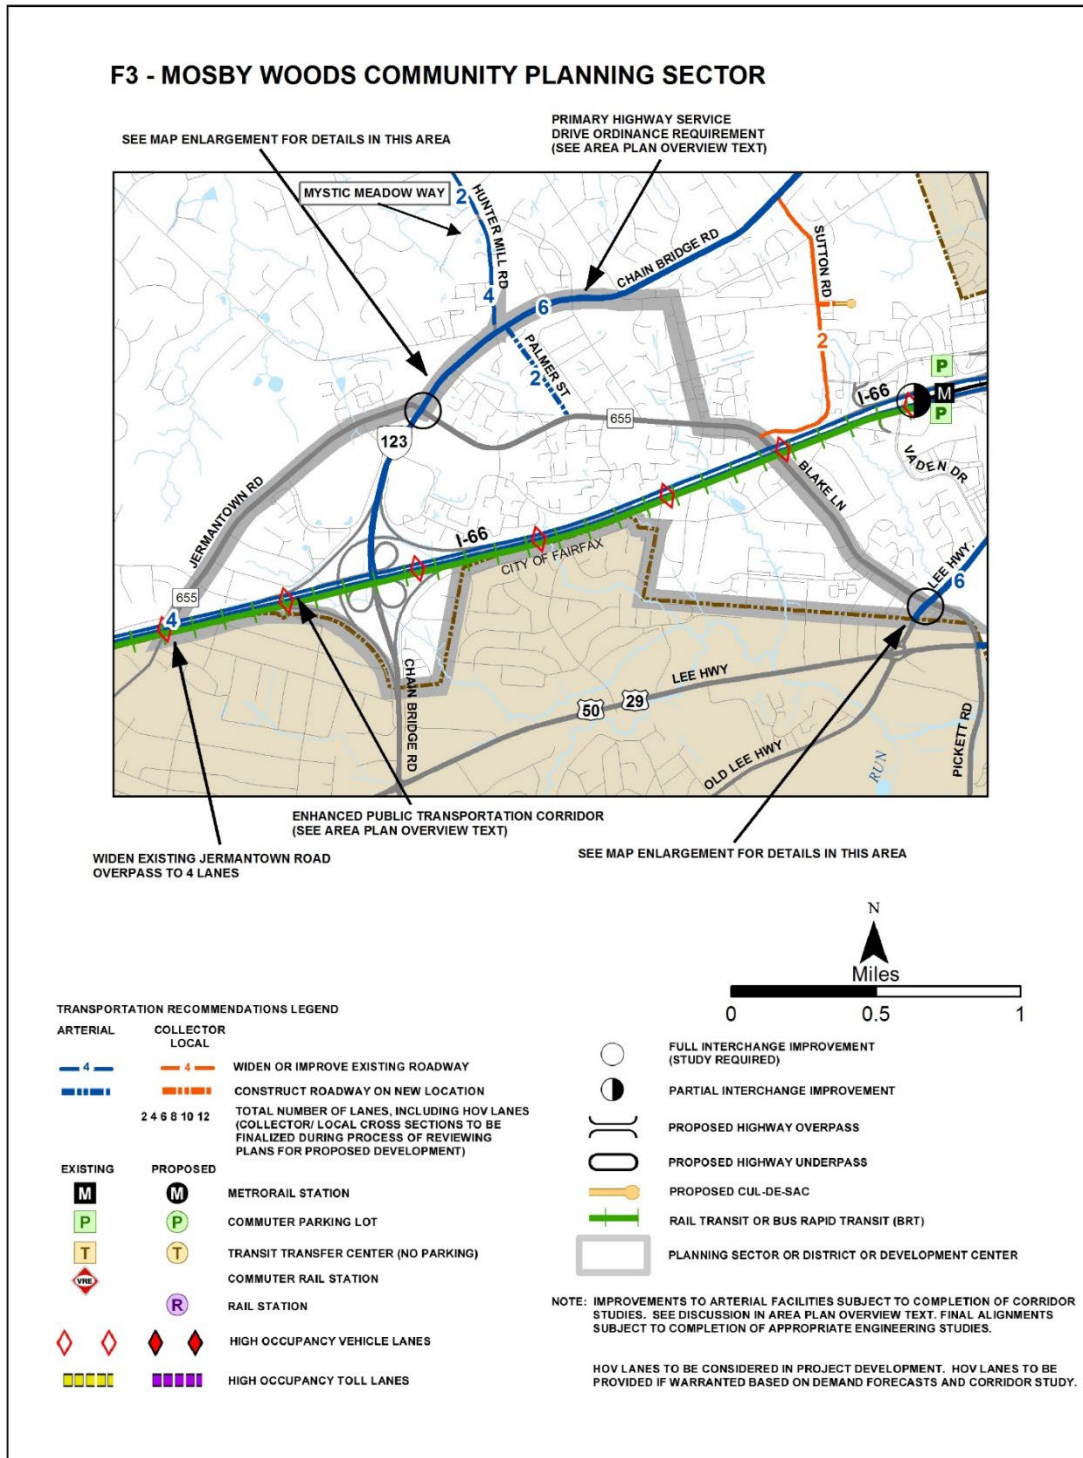 F3 - MOSBY WOODS COMMUNITY PLANNING SECTOR
SEE MAP ENLARGEMENT FOR DETAILS IN THIS AREA
PRIMARY HIGHWAY SERVICE
DRIVE ORDINANCE REQUIREMENT
(SEE AREA PLAN OVERVIEW TEXT)
MYSTIC MEADOW WAY
2
HUNTER MILL RD
4
6
CHAIN BRIDGE RD
SUTTON RD
2
PALMER ST
2
655
123
I-66
P
M
P
VADEN DR
BLAKE LN
JERMANTOWN RD
I-66
CITY OF FAIRFAX
LEE HWY
6
655
4
CHAIN BRIDGE RD
LEE HWY
50
29
OLD LEE HWY
RUN
PICKETT RD
ENHANCED PUBLIC TRANSPORTATION CORRIDOR
(SEE AREA PLAN OVERVIEW TEXT)
WIDEN EXISTING JERMANTOWN ROAD
OVERPASS TO 4 LANES
SEE MAP ENLARGEMENT FOR DETAILS IN THIS AREA
N
Miles
0 0.5 1
TRANSPORTATION RECOMMENDATIONS LEGEND
ARTERIAL COLLECTOR
LOCAL
4 4 WIDEN OR IMPROVE EXISTING ROADWAY
CONSTRUCT ROADWAY ON NEW LOCATION
2 4 6 8 10 12 TOTAL NUMBER OF LANES, INCLUDING HOV LANES
(COLLECTOR/ LOCAL CROSS SECTIONS TO BE
FINALIZED DURING PROCESS OF REVIEWING
PLANS FOR PROPOSED DEVELOPMENT)
EXISTING PROPOSED
M M METRORAIL STATION
P P COMMUTER PARKING LOT
T T TRANSIT TRANSFER CENTER (NO PARKING)
VRE COMMUTER RAIL STATION
R RAIL STATION
HIGH OCCUPANCY VEHICLE LANES
HIGH OCCUPANCY TOLL LANES
FULL INTERCHANGE IMPROVEMENT
(STUDY REQUIRED)
PARTIAL INTERCHANGE IMPROVEMENT
PROPOSED HIGHWAY OVERPASS
PROPOSED HIGHWAY UNDERPASS
PROPOSED CUL-DE-SAC
RAIL TRANSIT OR BUS RAPID TRANSIT (BRT)
PLANNING SECTOR OR DISTRICT OR DEVELOPMENT CENTER
NOTE: IMPROVEMENTS TO ARTERIAL FACILITIES SUBJECT TO COMPLETION OF CORRIDOR
STUDIES. SEE DISCUSSION IN AREA PLAN OVERVIEW TEXT. FINAL ALIGNMENTS
SUBJECT TO COMPLETION OF APPROPRIATE ENGINEERING STUDIES.
HOV LANES TO BE CONSIDERED IN PROJECT DEVELOPMENT. HOV LANES TO BE
PROVIDED IF WARRANTED BASED ON DEMAND FORECASTS AND CORRIDOR STUDY.